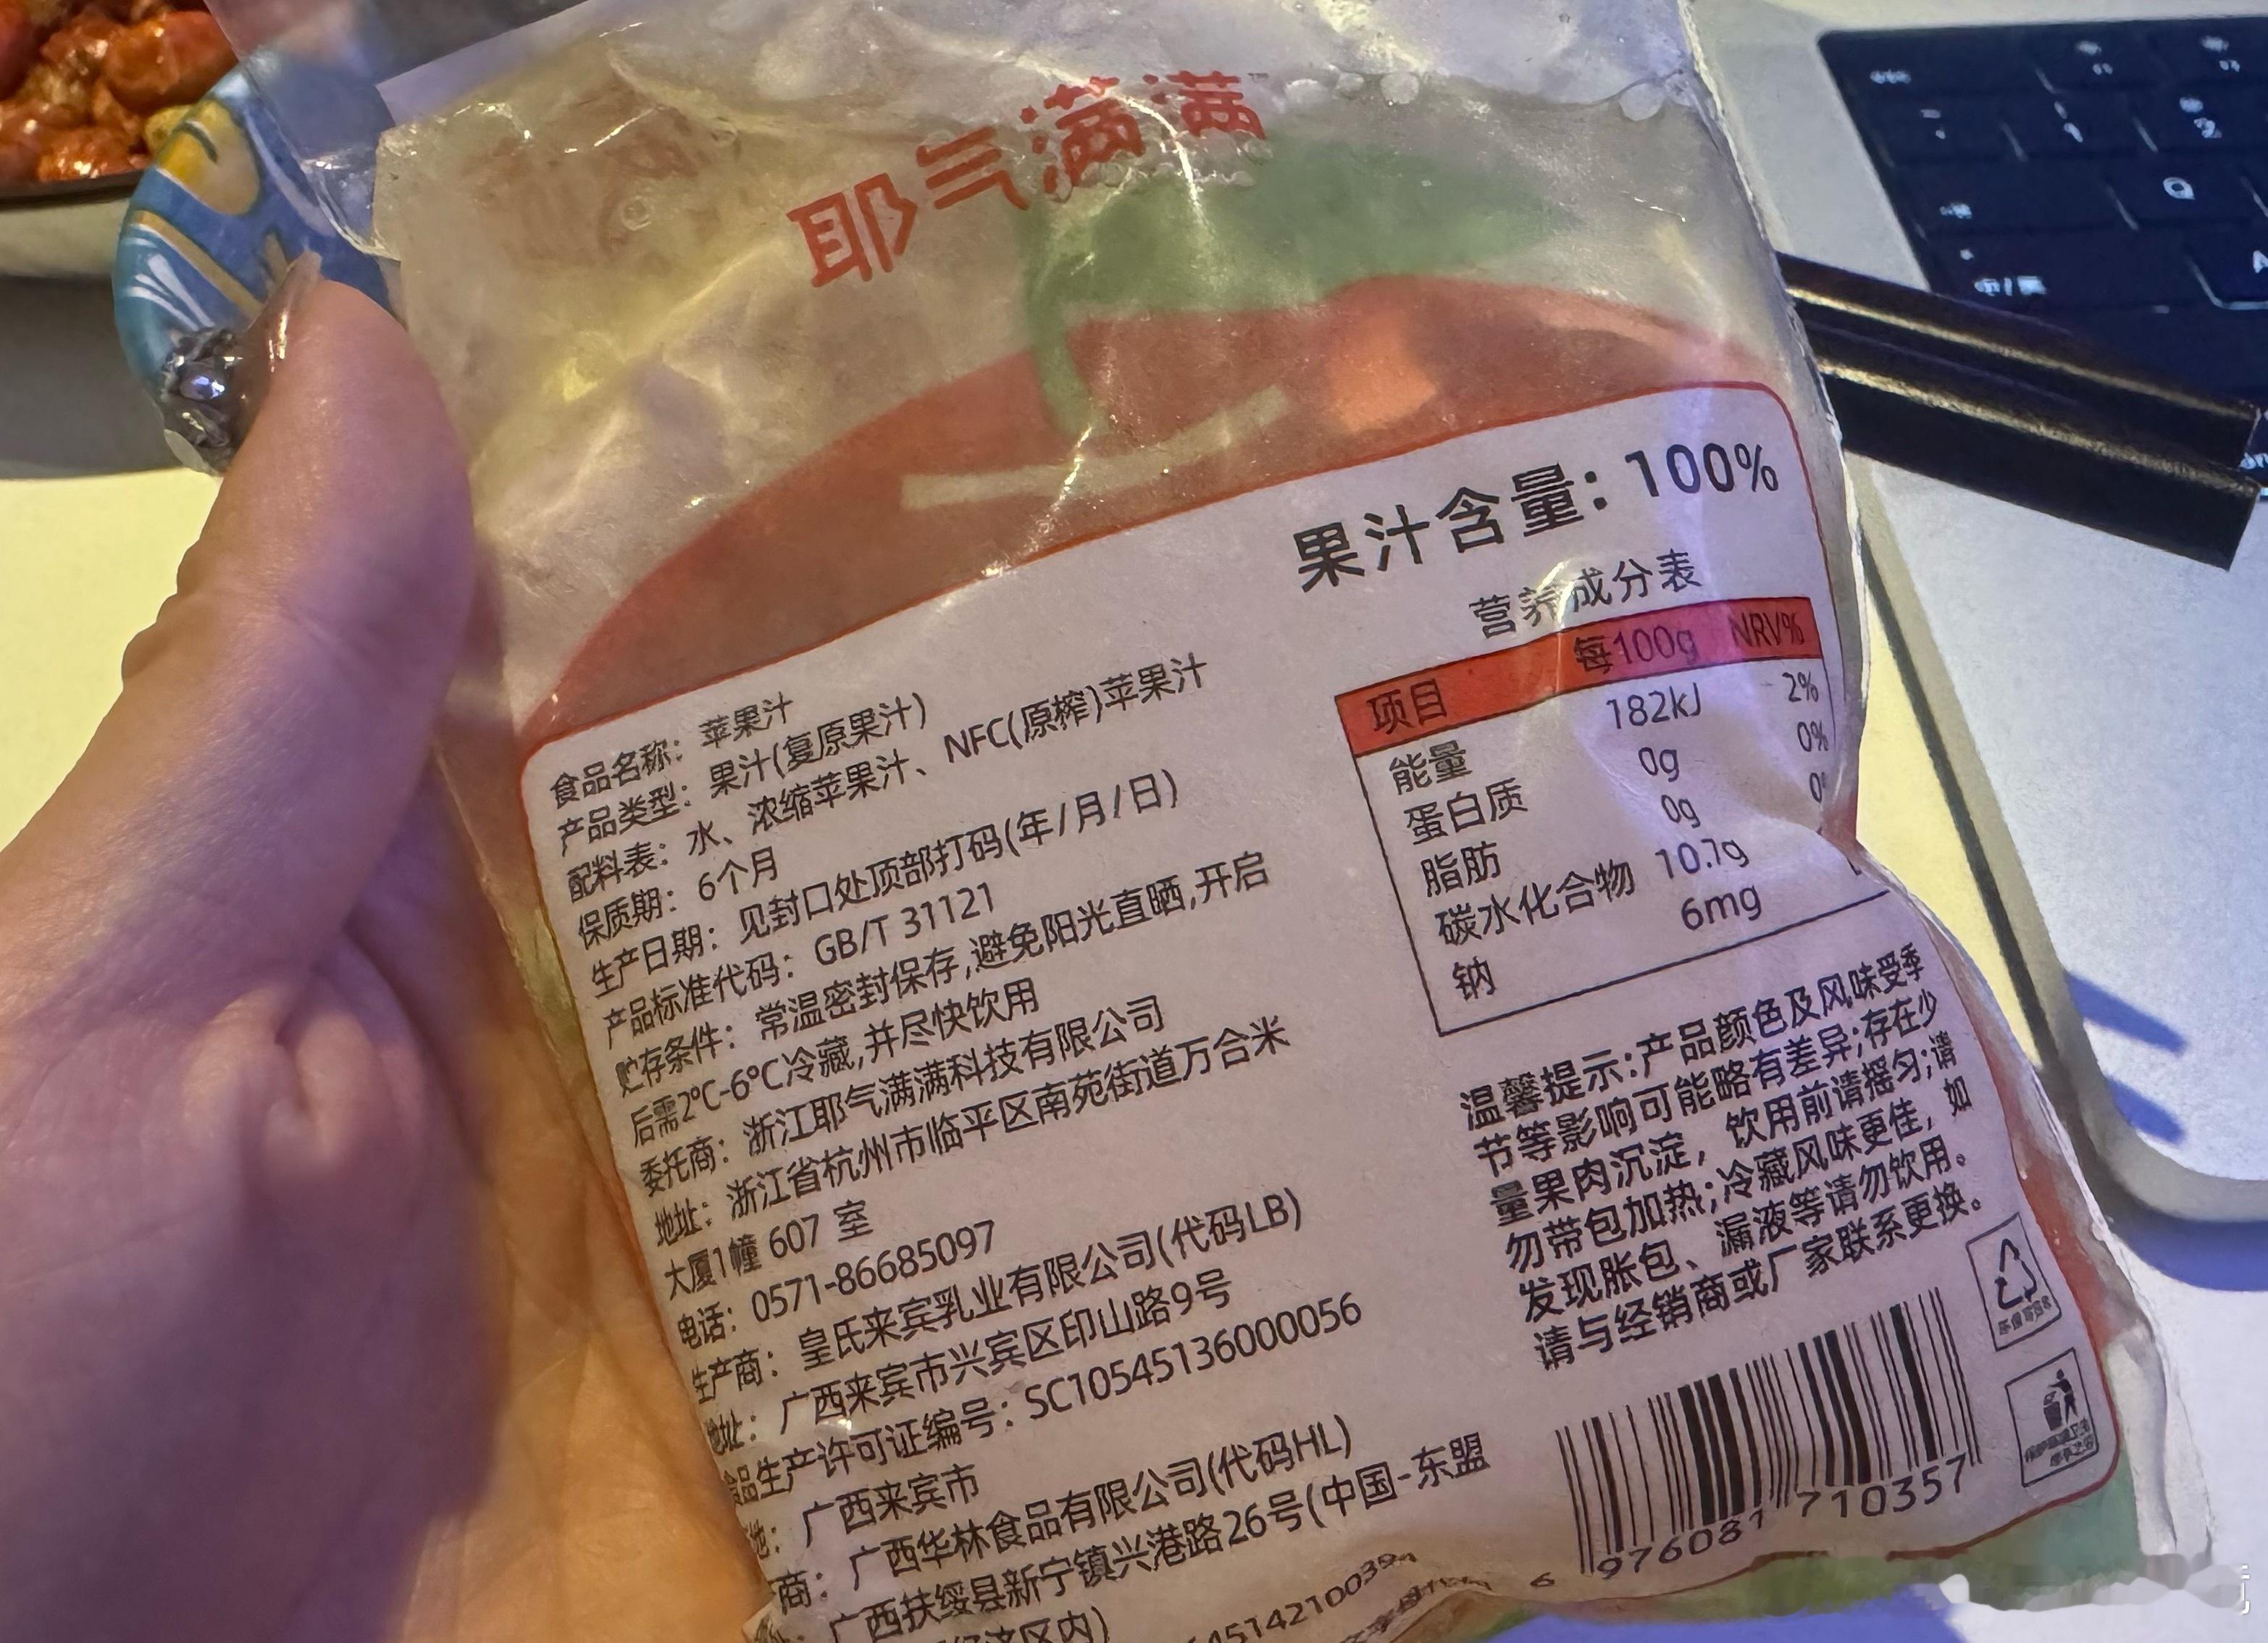 耶气满满
果汁含量：100%
营养成分表
项目 每100g NRV%
能量 182kJ 2%
蛋白质 0g 0%
脂肪 0g
碳水化合物 10.7g
钠 6mg
食品名称：苹果汁
产品类型：果汁(复原果汁)
配料表：水、浓缩苹果汁、NFC(原榨)苹果汁
保质期：6个月
生产日期：见封口处顶部打码(年/月/日)
产品标准代码：GB/T 31121
贮存条件：常温密封保存,避免阳光直晒,开启
后需2℃-6℃冷藏,并尽快饮用
委托商：浙江耶气满满科技有限公司
地址：浙江省杭州市临平区南苑街道万合米
大厦1幢 607 室
电话：0571-86685097
生产商：皇氏来宾乳业有限公司(代码LB)
地址：广西来宾市兴宾区印山路9号
食品生产许可证编号：SC10545136000056
地：广西来宾市
商：广西华林食品有限公司(代码HL)
广西扶绥县新宁镇兴港路26号(中国-东盟
区内)
温馨提示:产品颜色及风味受季
节等影响可能略有差异;存在少
量果肉沉淀，饮用前请摇匀;请
勿带包加热;冷藏风味更佳，如
发现胀包、漏液等请勿饮用。
请与经销商或厂家联系更换。
6 976081 710357
Q
A
1
2
中/英